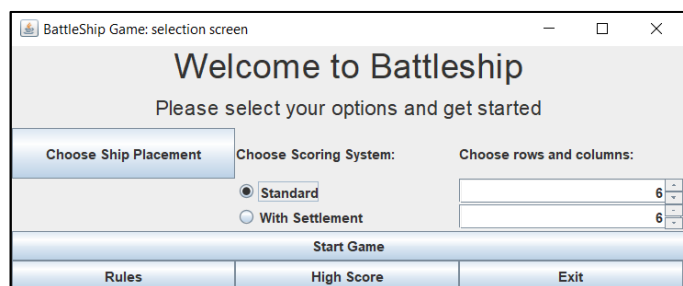 BattleShip Game: selection screen
Welcome to Battleship
Please select your options and get started
Choose Ship Placement Choose Scoring System: Choose rows and columns:
Standard 6
With Settlement 6
Start Game
Rules High Score Exit